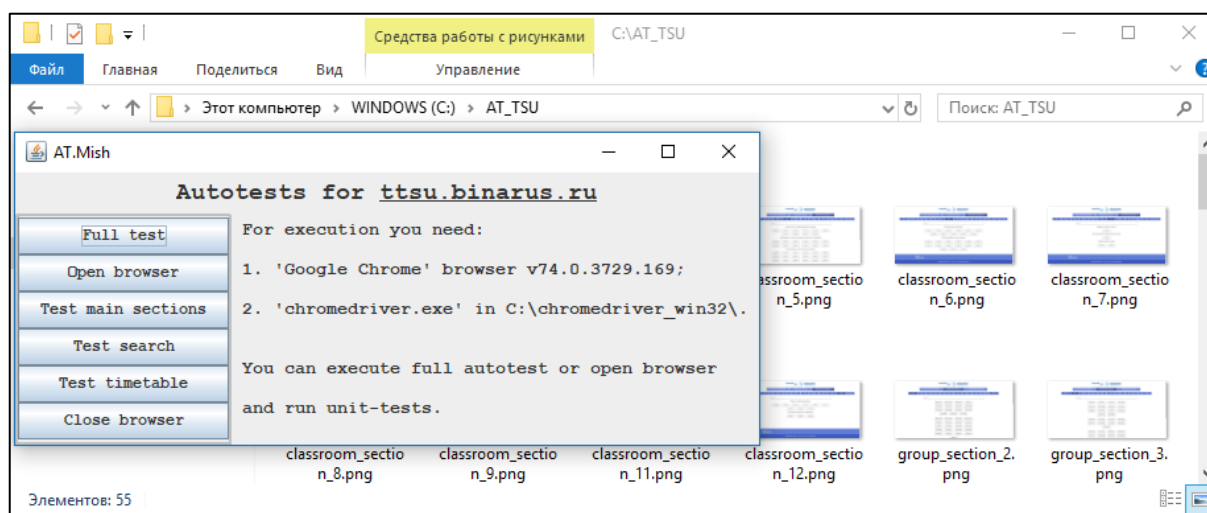 Средства работы с рисунками
C:\AT_TSU
Файл
Главная
Поделиться
Вид
Управление
Этот компьютер > WINDOWS (C:) > AT_TSU
Поиск: AT_TSU
AT.Mish
Autotests for ttsu.binarus.ru
Full test
Open browser
Test main sections
Test search
Test timetable
Close browser
For execution you need:
1. 'Google Chrome' browser v74.0.3729.169;
2. 'chromedriver.exe' in C:\chromedriver_win32\.
You can execute full autotest or open browser
and run unit-tests.
assroom_sectio
n_5.png
classroom_sectio
n_6.png
classroom_sectio
n_7.png
classroom_sectio
n_8.png
classroom_sectio
n_9.png
classroom_sectio
n_11.png
classroom_sectio
n_12.png
group_section_2.
png
group_section_3.
png
Элементов: 55